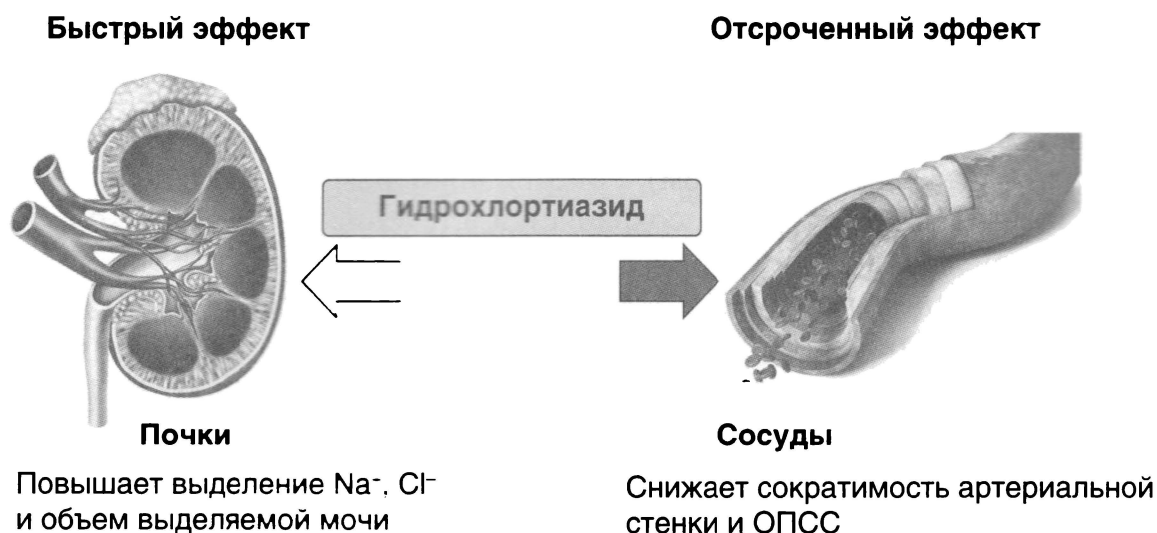 Быстрый эффект
Отсроченный эффект
Гидрохлортиазид
Почки
Сосуды
Повышает выделение Na⁻, Cl⁻
и объем выделяемой мочи
Снижает сократимость артериальной
стенки и ОПСС